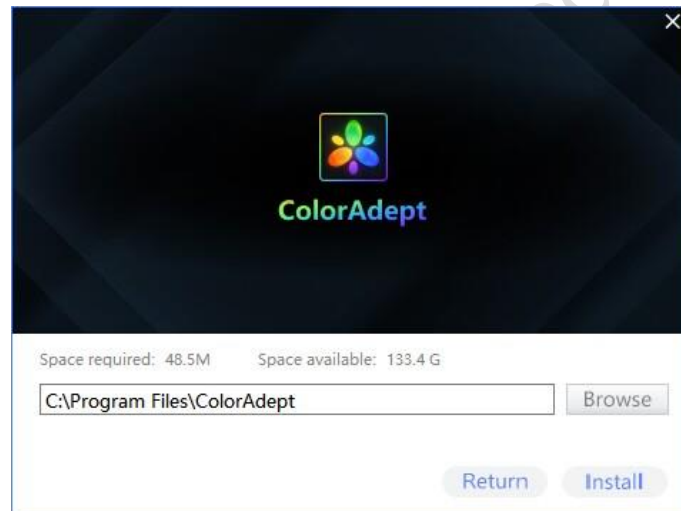 ColorAdept
Space required: 48.5M Space available: 133.4 G
C:\Program Files\ColorAdept
Browse
Return
Install